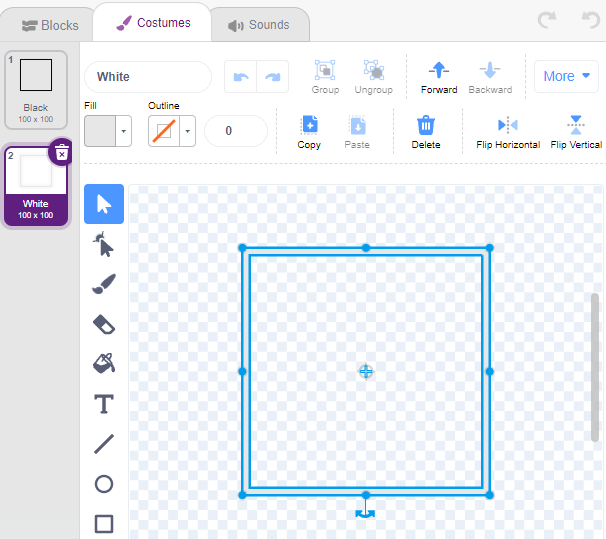 Blocks
Costumes
Sounds
1
Black
100 x 100
2
White
100 x 100
White
Group
Ungroup
Forward
Backward
More
Fill
Outline
0
Copy
Paste
Delete
Flip Horizontal
Flip Vertical
T